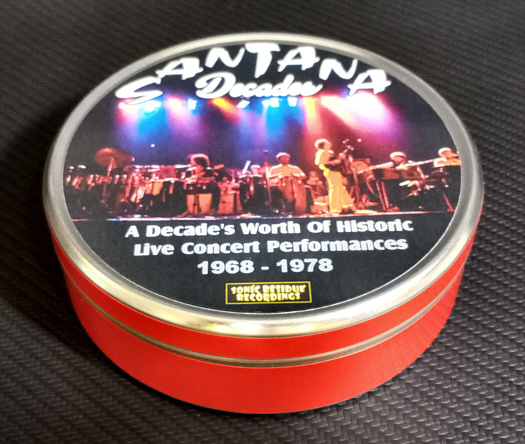 SANTANA
Decades
A Decade's Worth Of Historic
Live Concert Performances
1968 - 1978
SONIC RESIDUE
RECORDINGS